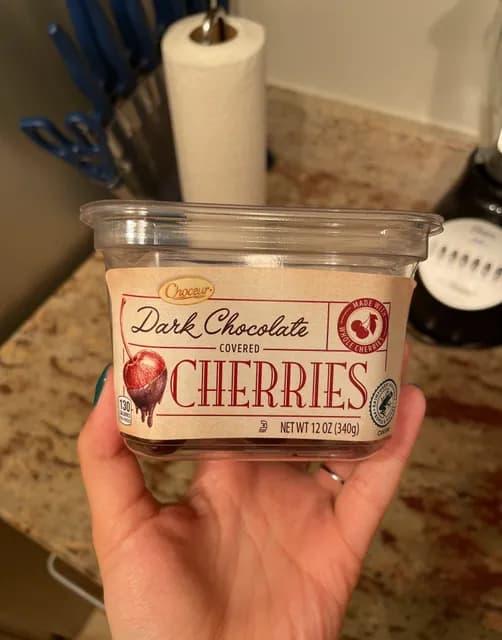 Choceur
Dark Chocolate
COVERED
CHERRIES
MADE WITH
WHOLE CHERRIES
130
NET WT 12 OZ (340g)